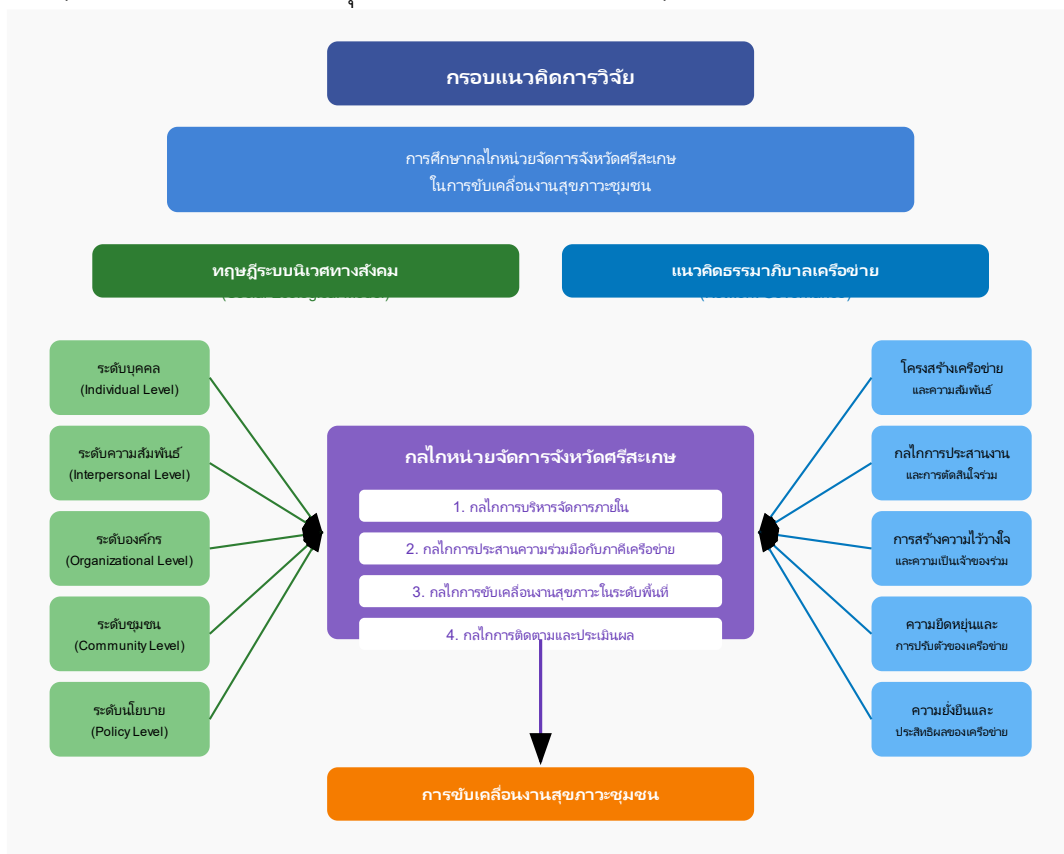 กรอบแนวคิดการวิจัย
การศึกษากลไกหน่วยจัดการจังหวัดศรีสะเกษ
ในการขับเคลื่อนงานสุขภาวะชุมชน
ทฤษฎีระบบนิเวศทางสังคม
แนวคิดธรรมาภิบาลเครือข่าย
ระดับบุคคล
(Individual Level)
ระดับความสัมพันธ์
(Interpersonal Level)
ระดับองค์กร
(Organizational Level)
ระดับชุมชน
(Community Level)
ระดับนโยบาย
(Policy Level)
กลไกหน่วยจัดการจังหวัดศรีสะเกษ
1. กลไกการบริหารจัดการภายใน
2. กลไกการประสานความร่วมมือกับภาคีเครือข่าย
3. กลไกการขับเคลื่อนงานสุขภาวะในระดับพื้นที่
4. กลไกการติดตามและประเมินผล
โครงสร้างเครือข่าย
และความสัมพันธ์
กลไกการประสานงาน
และการตัดสินใจร่วม
การสร้างความไว้วางใจ
และความเป็นเจ้าของร่วม
ความยืดหยุ่นและ
การปรับตัวของเครือข่าย
ความยั่งยืนและ
ประสิทธิผลของเครือข่าย
การขับเคลื่อนงานสุขภาวะชุมชน